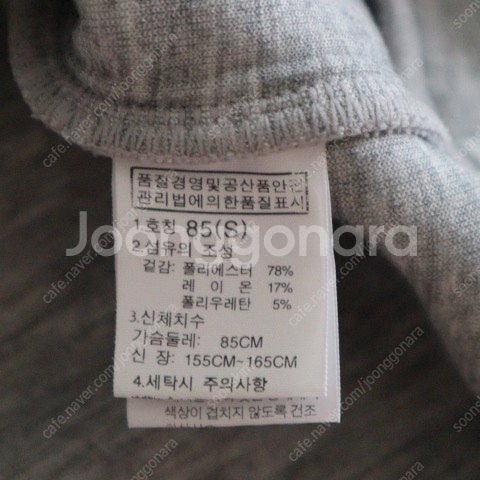 품질경영및공산품안전
관리법에의한품질표시
1.호칭 85(S)
2.섬유의 조성
겉감: 폴리에스터 78%
레 이 온 17%
폴리우레탄 5%
3.신체치수
가슴둘레: 85CM
신 장: 155CM~165CM
4.세탁시 주의사항
색상이 겹치지 않도록 건조
Joonggonara
cafe.naver.com/joonggonara